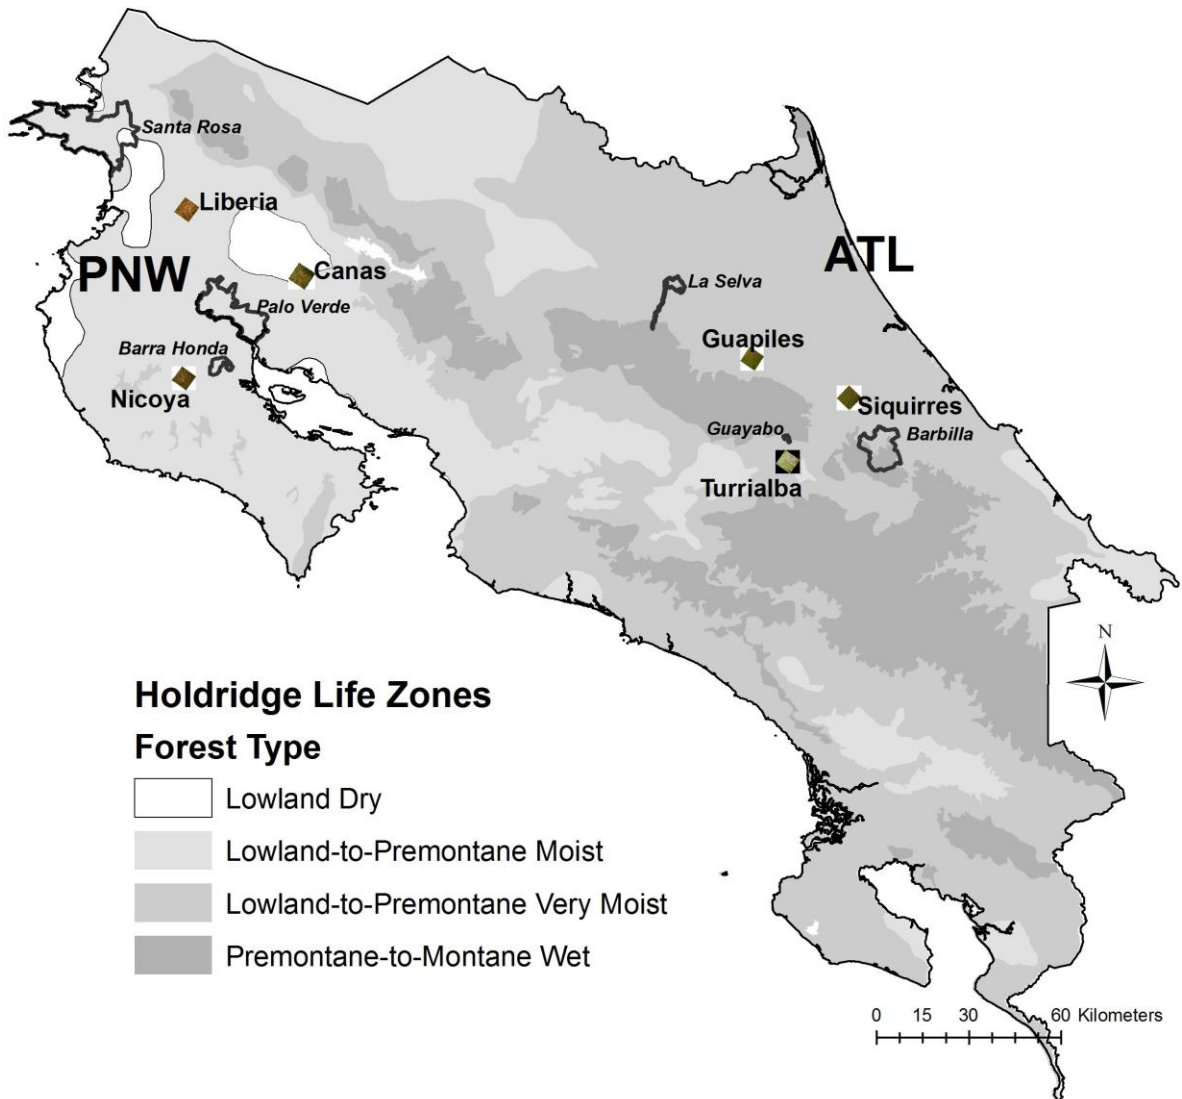 Santa Rosa
Liberia
PNW
ATL
Canas
La Selva
Palo Verde
Guapiles
Barra Honda
Nicoya
Siquirres
Guayabo
Barbilla
Turrialba
N
Holdridge Life Zones
Forest Type
Lowland Dry
Lowland-to-Premontane Moist
Lowland-to-Premontane Very Moist
Premontane-to-Montane Wet
0 15 30 60 Kilometers